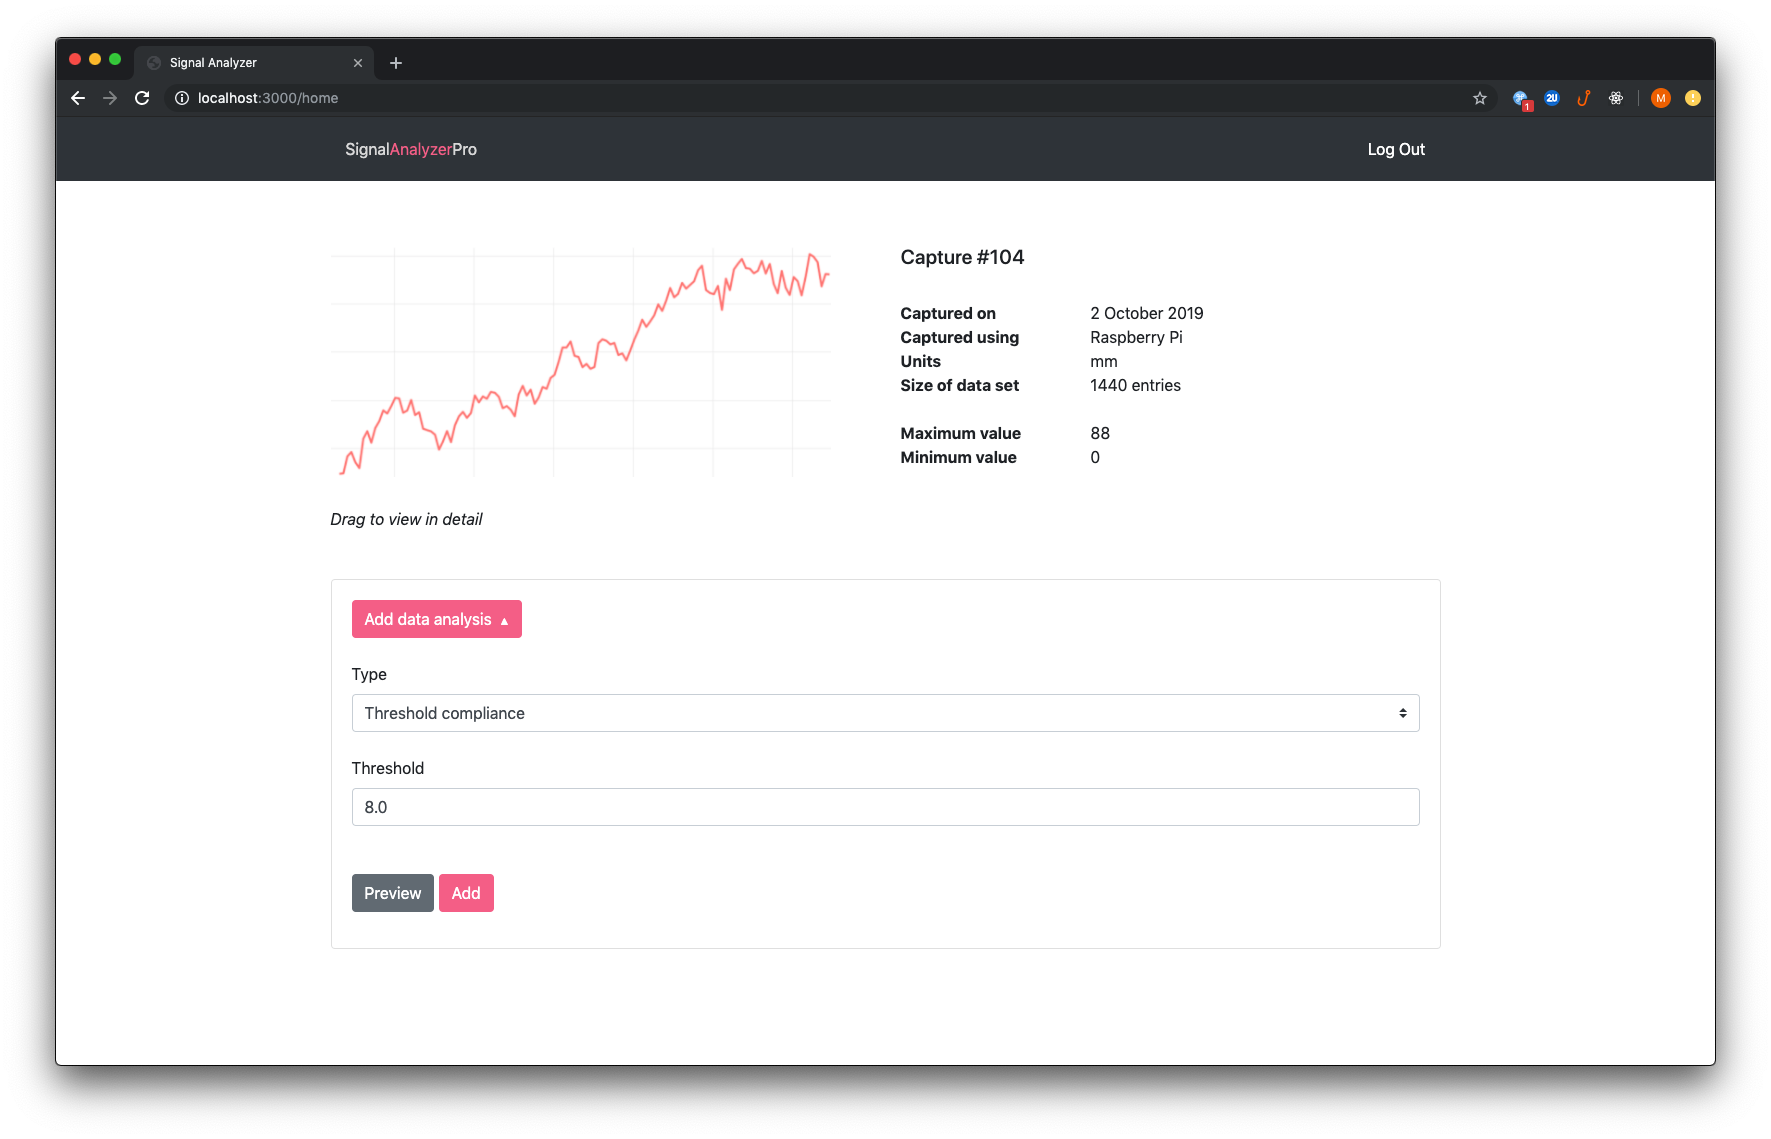 Signal Analyzer
localhost:3000/home
1
2U
M
SignalAnalyzerPro
Log Out
Capture #104
Captured on 2 October 2019
Captured using Raspberry Pi
Units mm
Size of data set 1440 entries
Maximum value 88
Minimum value 0
Drag to view in detail
Add data analysis ▲
Type
Threshold compliance
Threshold
8.0
Preview Add